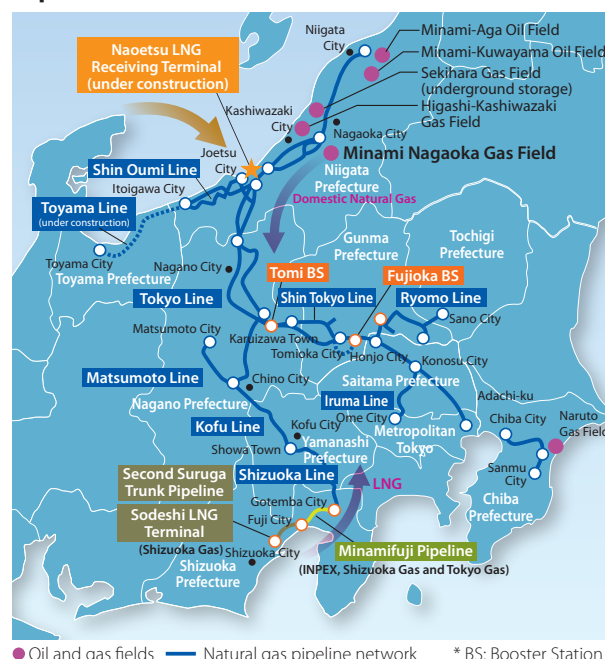 Niigata
City
Minami-Aga Oil Field
Minami-Kuwayama Oil Field
Sekihara Gas Field
(underground storage)
Higashi-Kashiwazaki
Gas Field
Naoetsu LNG
Receiving Terminal
(under construction)
Kashiwazaki
City
Nagaoka City
Joetsu
City
Minami Nagaoka Gas Field
Niigata
Prefecture
Domestic Natural Gas
Shin Oumi Line
Itoigawa City
Toyama Line
(under construction)
Toyama City
Toyama Prefecture
Gunma
Prefecture
Tochigi
Prefecture
Nagano City
Tomi BS
Fujioka BS
Tokyo Line
Shin Tokyo Line
Ryomo Line
Matsumoto City
Karuizawa Town
Sano City
Tomioka City
Honjo City
Konosu City
Matsumoto Line
Chino City
Saitama Prefecture
Adachi-ku
Nagano Prefecture
Iruma Line
Ome City
Chiba City
Naruto
Gas Field
Kofu Line
Kofu City
Metropolitan
Tokyo
Yamanashi
Prefecture
Showa Town
Sanmu
City
Second Suruga
Trunk Pipeline
Shizuoka Line
LNG
Chiba
Prefecture
Gotemba City
Sodeshi LNG
Terminal
(Shizuoka Gas)
Fuji City
Shizuoka City
Minamifuji Pipeline
(INPEX, Shizuoka Gas and Tokyo Gas)
Shizuoka
Prefecture
Oil and gas fields
Natural gas pipeline network
* BS: Booster Station